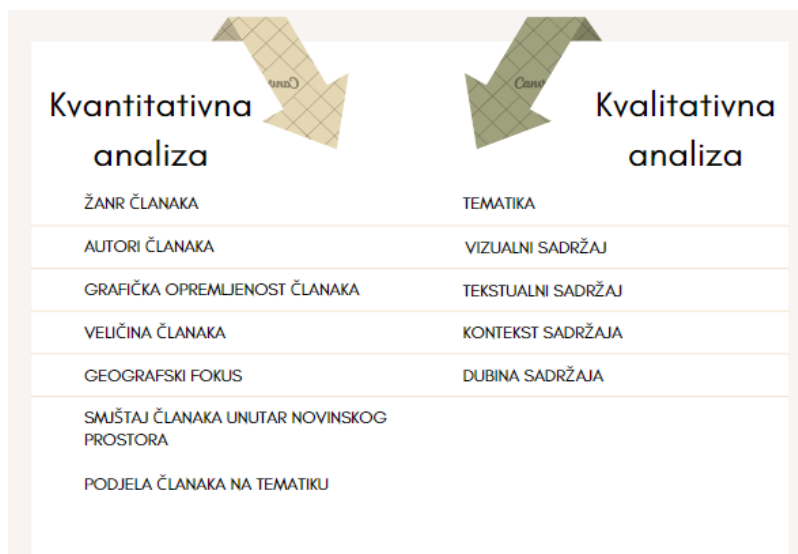 Kvantitativna
analiza
ŽANR ČLANAKA
AUTORI ČLANAKA
GRAFIČKA OPREMLJENOST ČLANAKA
VELIČINA ČLANAKA
GEOGRAFSKI FOKUS
SMJŠTAJ ČLANAKA UNUTAR NOVINSKOG
PROSTORA
PODJELA ČLANAKA NA TEMATIKU
Kvalitativna
analiza
TEMATIKA
VIZUALNI SADRŽAJ
TEKSTUALNI SADRŽAJ
KONTEKST SADRŽAJA
DUBINA SADRŽAJA